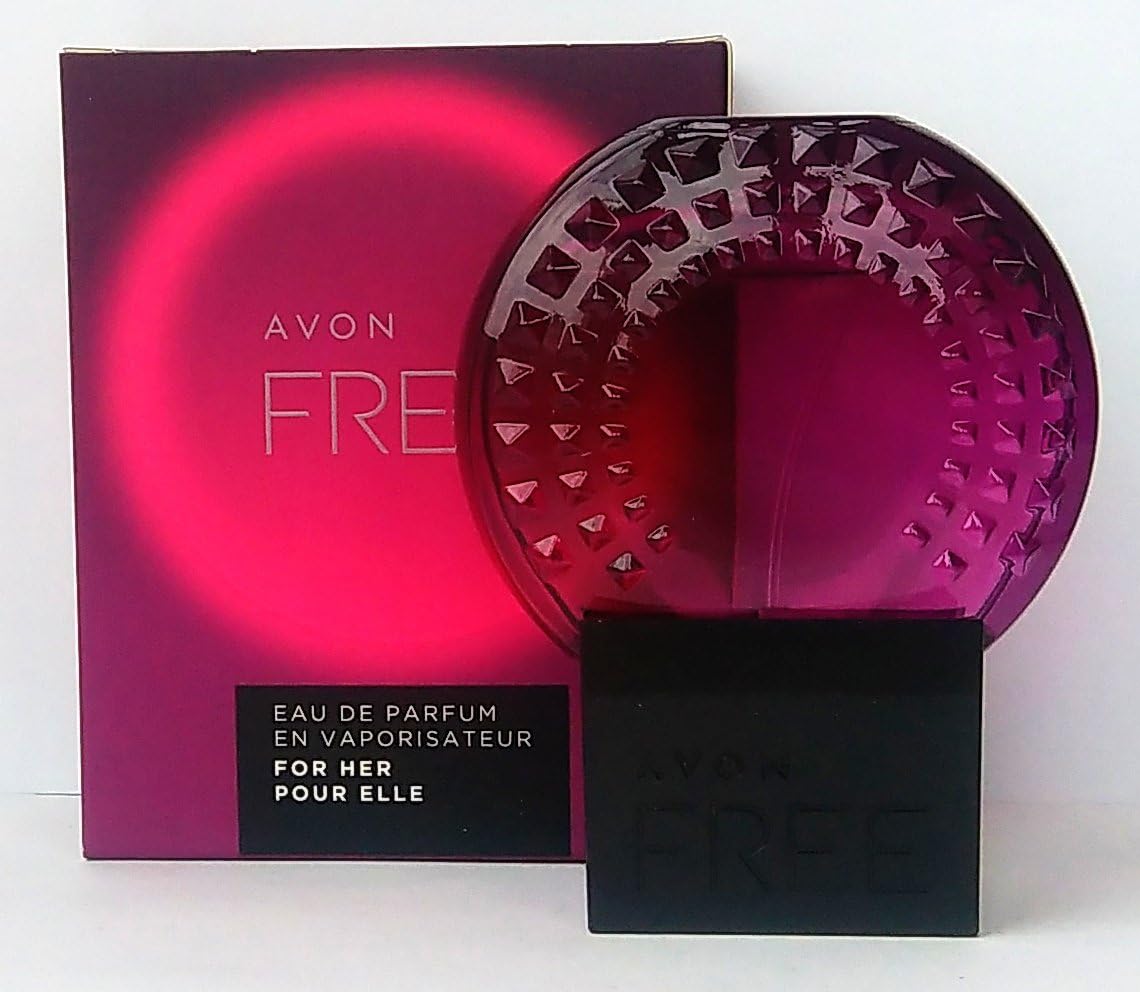 AVON
FRE
EAU DE PARFUM
EN VAPORISATEUR
FOR HER
POUR ELLE
AVON
FREE